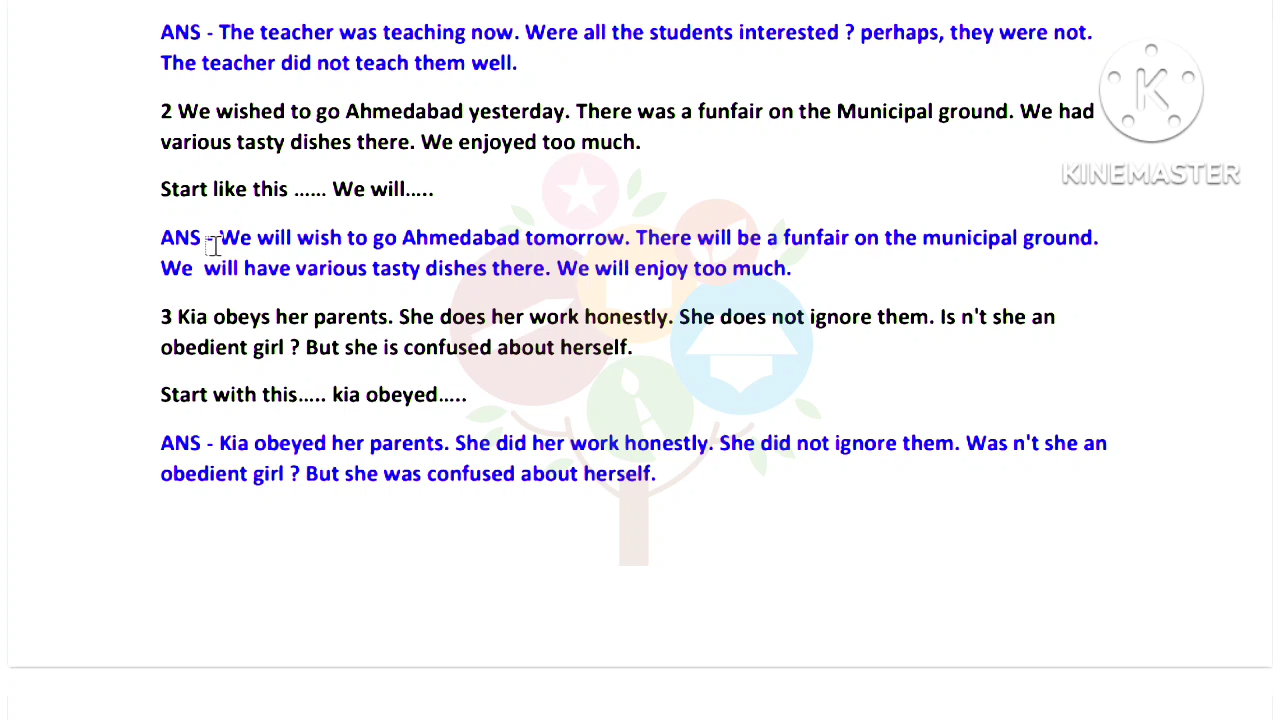 ANS - The teacher was teaching now. Were all the students interested ? perhaps, they were not.
The teacher did not teach them well.
2 We wished to go Ahmedabad yesterday. There was a funfair on the Municipal ground. We had
various tasty dishes there. We enjoyed too much.
Start like this ...... We will.....
ANS - We will wish to go Ahmedabad tomorrow. There will be a funfair on the municipal ground.
We  will have various tasty dishes there. We will enjoy too much.
3 Kia obeys her parents. She does her work honestly. She does not ignore them. Is n't she an
obedient girl ? But she is confused about herself.
Start with this..... kia obeyed.....
ANS - Kia obeyed her parents. She did her work honestly. She did not ignore them. Was n't she an
obedient girl ? But she was confused about herself.
K
KINEMASTER